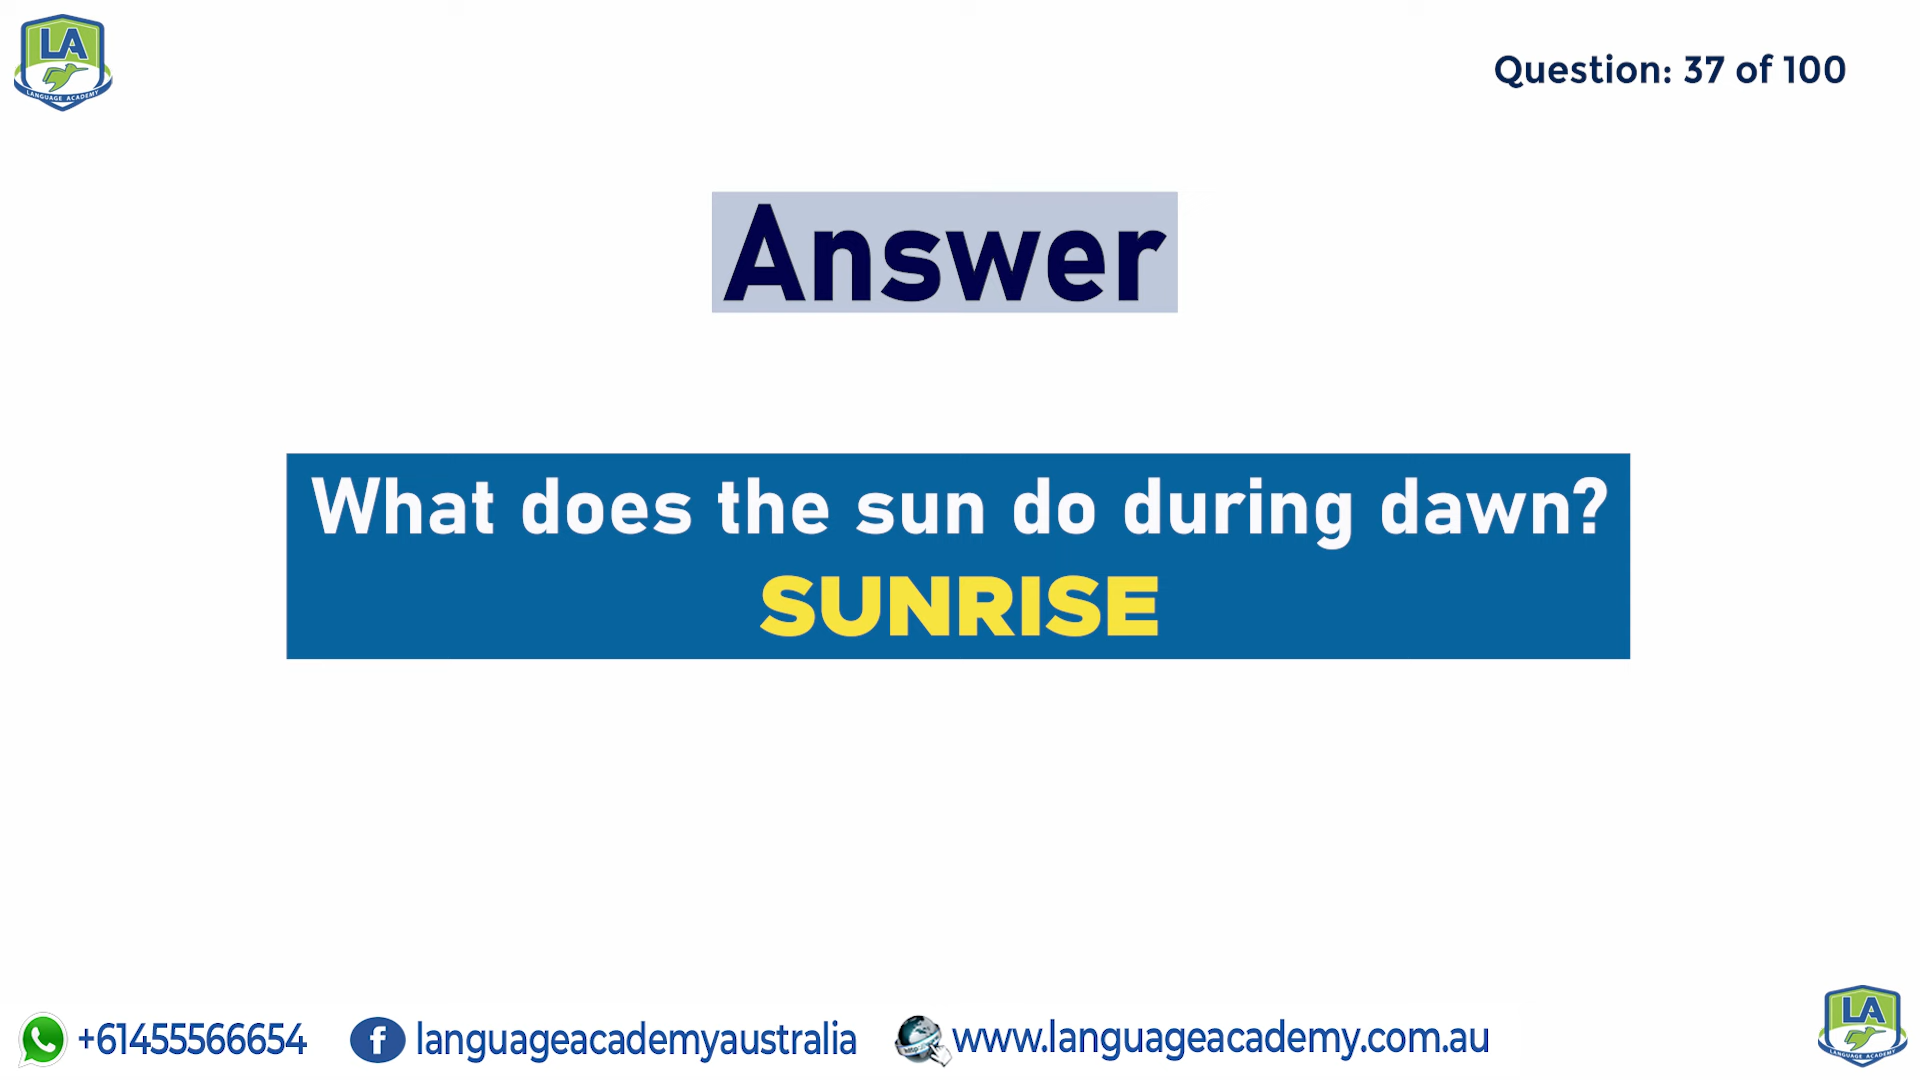 LA
LANGUAGE ACADEMY
Question: 37 of 100
Answer
What does the sun do during dawn?
SUNRISE
+61455566654
f languageacademyaustralia
www.languageacademy.com.au
LA
LANGUAGE ACADEMY